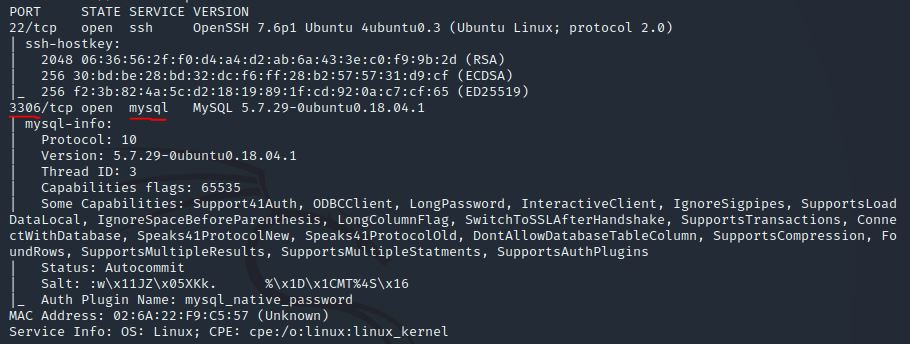 PORT     STATE SERVICE VERSION
22/tcp   open  ssh     OpenSSH 7.6p1 Ubuntu 4ubuntu0.3 (Ubuntu Linux; protocol 2.0)
| ssh-hostkey:
|   2048 06:36:56:2f:f0:d4:a4:d2:ab:6a:43:3e:c0:f9:9b:2d (RSA)
|   256 30:bd:be:28:bd:32:dc:f6:ff:28:b2:57:57:31:d9:cf (ECDSA)
|_  256 f2:3b:82:4a:5c:d2:18:19:89:1f:cd:92:0a:c7:cf:65 (ED25519)
3306/tcp open  mysql   MySQL 5.7.29-0ubuntu0.18.04.1
| mysql-info:
|   Protocol: 10
|   Version: 5.7.29-0ubuntu0.18.04.1
|   Thread ID: 3
|   Capabilities flags: 65535
|   Some Capabilities: Support41Auth, ODBCClient, LongPassword, InteractiveClient, IgnoreSigpipes, SupportsLoad
DataLocal, IgnoreSpaceBeforeParenthesis, LongColumnFlag, SwitchToSSLAfterHandshake, SupportsTransactions, Conne
ctWithDatabase, Speaks41ProtocolNew, Speaks41ProtocolOld, DontAllowDatabaseTableColumn, SupportsCompression, Fo
undRows, SupportsMultipleResults, SupportsMultipleStatments, SupportsAuthPlugins
|   Status: Autocommit
|   Salt: :w\x11JZ\x05XKk.      %\x1D\x1CMT%4S\x16
|_  Auth Plugin Name: mysql_native_password
MAC Address: 02:6A:22:F9:C5:57 (Unknown)
Service Info: OS: Linux; CPE: cpe:/o:linux:linux_kernel